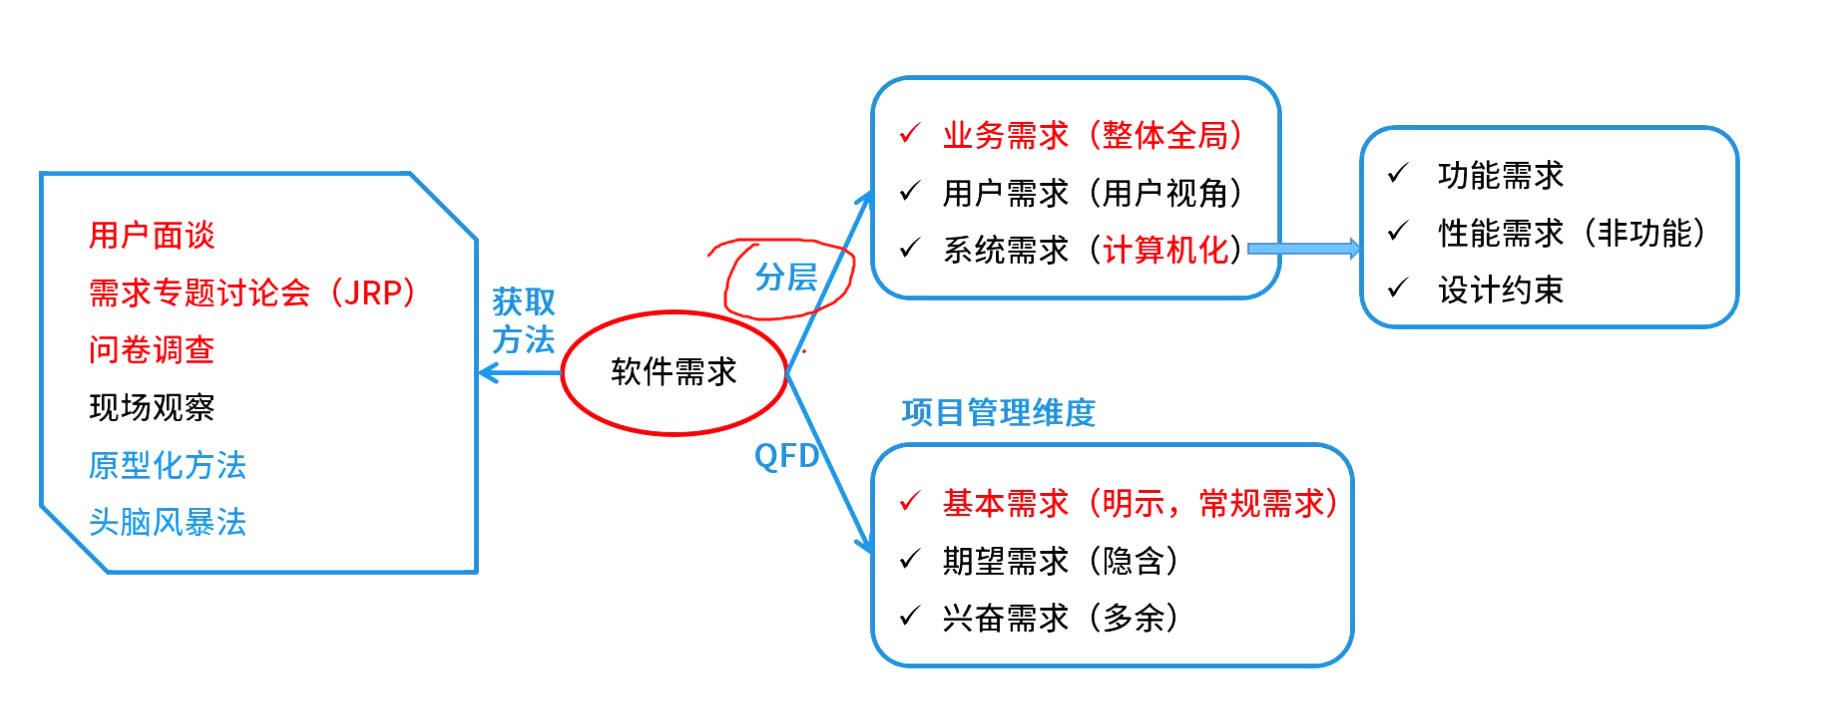 用户面谈
需求专题讨论会（JRP）
问卷调查
现场观察
原型化方法
头脑风暴法
获取
方法
软件需求
分层
QFD
业务需求（整体全局）
用户需求（用户视角）
系统需求（计算机化）
功能需求
性能需求（非功能）
设计约束
项目管理维度
基本需求（明示，常规需求）
期望需求（隐含）
兴奋需求（多余）